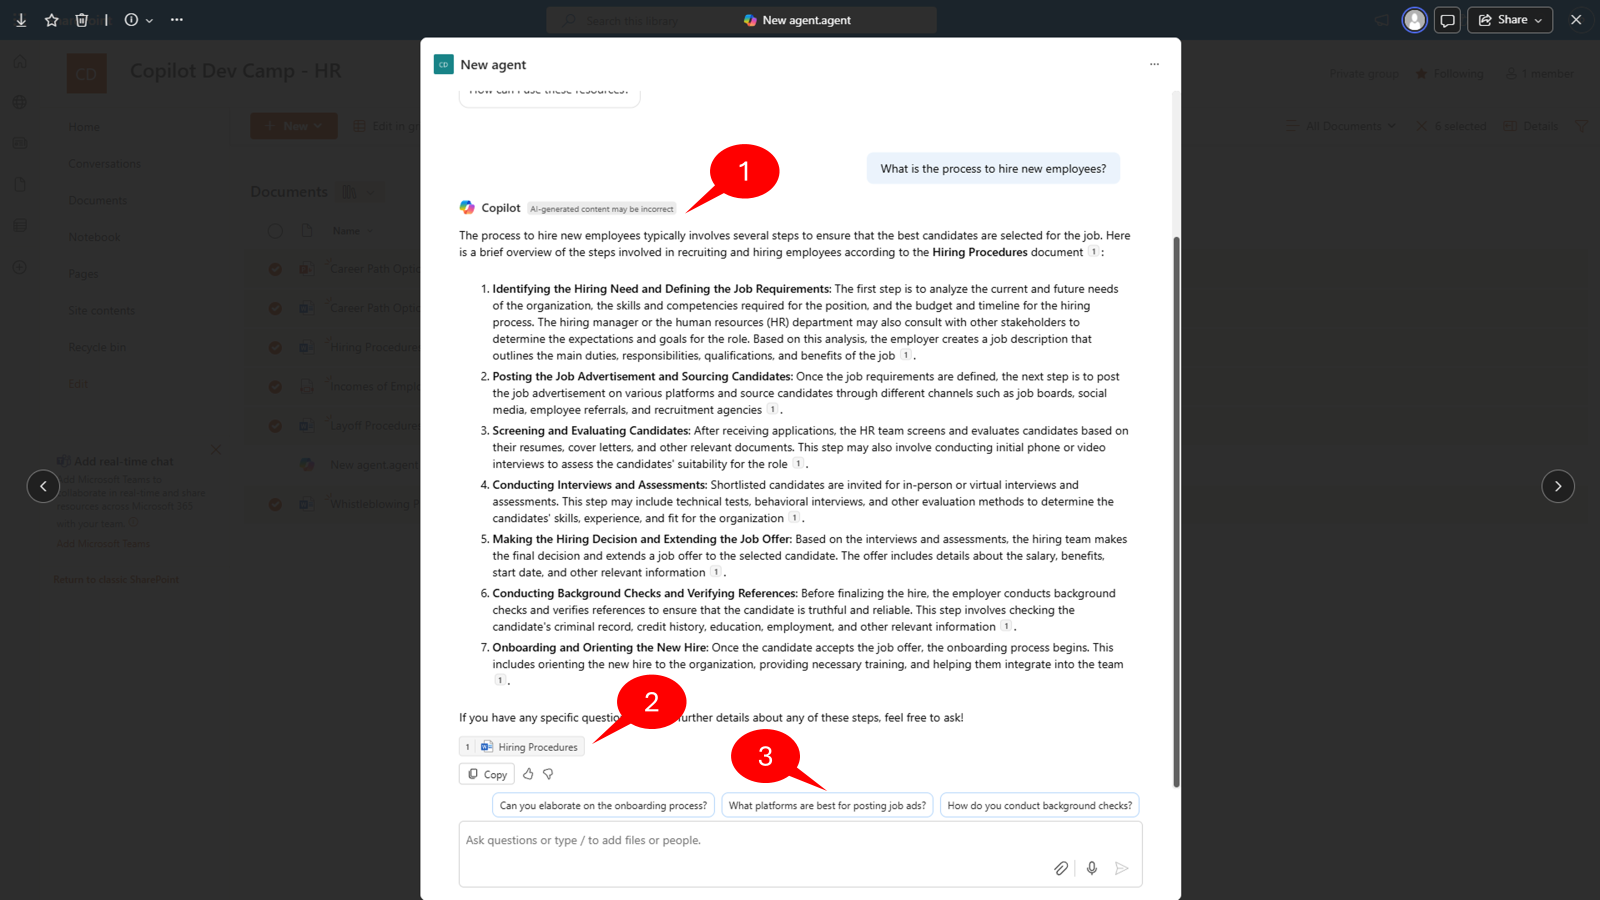 Search this library
New agent.agent
Share
CD
Copilot Dev Camp - HR
Private group
Following
1 member
Home
Conversations
Documents
Notebook
Pages
Site contents
Recycle bin
Edit
New
Edit in gr
All Documents
6 selected
Details
Documents
Name
Career Path Optio
Career Path Optio
Hiring Procedures
Incomes of Emplo
Layoff Procedures
New agent.agent
Whistleblowing P
Add real-time chat
Add Microsoft Teams to
collaborate in real-time and share
resources across Microsoft 365
with your team.
Add Microsoft Teams
Return to classic SharePoint
CD New agent
How can I use these resources?
What is the process to hire new employees?
1
Copilot AI-generated content may be incorrect
The process to hire new employees typically involves several steps to ensure that the best candidates are selected for the job. Here
is a brief overview of the steps involved in recruiting and hiring employees according to the Hiring Procedures document 1 :
1. Identifying the Hiring Need and Defining the Job Requirements: The first step is to analyze the current and future needs
of the organization, the skills and competencies required for the position, and the budget and timeline for the hiring
process. The hiring manager or the human resources (HR) department may also consult with other stakeholders to
determine the expectations and goals for the role. Based on this analysis, the employer creates a job description that
outlines the main duties, responsibilities, qualifications, and benefits of the job 1 .
2. Posting the Job Advertisement and Sourcing Candidates: Once the job requirements are defined, the next step is to post
the job advertisement on various platforms and source candidates through different channels such as job boards, social
media, employee referrals, and recruitment agencies 1 .
3. Screening and Evaluating Candidates: After receiving applications, the HR team screens and evaluates candidates based on
their resumes, cover letters, and other relevant documents. This step may also involve conducting initial phone or video
interviews to assess the candidates' suitability for the role 1 .
4. Conducting Interviews and Assessments: Shortlisted candidates are invited for in-person or virtual interviews and
assessments. This step may include technical tests, behavioral interviews, and other evaluation methods to determine the
candidates' skills, experience, and fit for the organization 1 .
5. Making the Hiring Decision and Extending the Job Offer: Based on the interviews and assessments, the hiring team makes
the final decision and extends a job offer to the selected candidate. The offer includes details about the salary, benefits,
start date, and other relevant information 1 .
6. Conducting Background Checks and Verifying References: Before finalizing the hire, the employer conducts background
checks and verifies references to ensure that the candidate is truthful and reliable. This step involves checking the
candidate's criminal record, credit history, education, employment, and other relevant information 1 .
7. Onboarding and Orienting the New Hire: Once the candidate accepts the job offer, the onboarding process begins. This
includes orienting the new hire to the organization, providing necessary training, and helping them integrate into the team
1 .
2
If you have any specific questio further details about any of these steps, feel free to ask!
1 Hiring Procedures
3
Copy
Can you elaborate on the onboarding process?
What platforms are best for posting job ads?
How do you conduct background checks?
Ask questions or type / to add files or people.